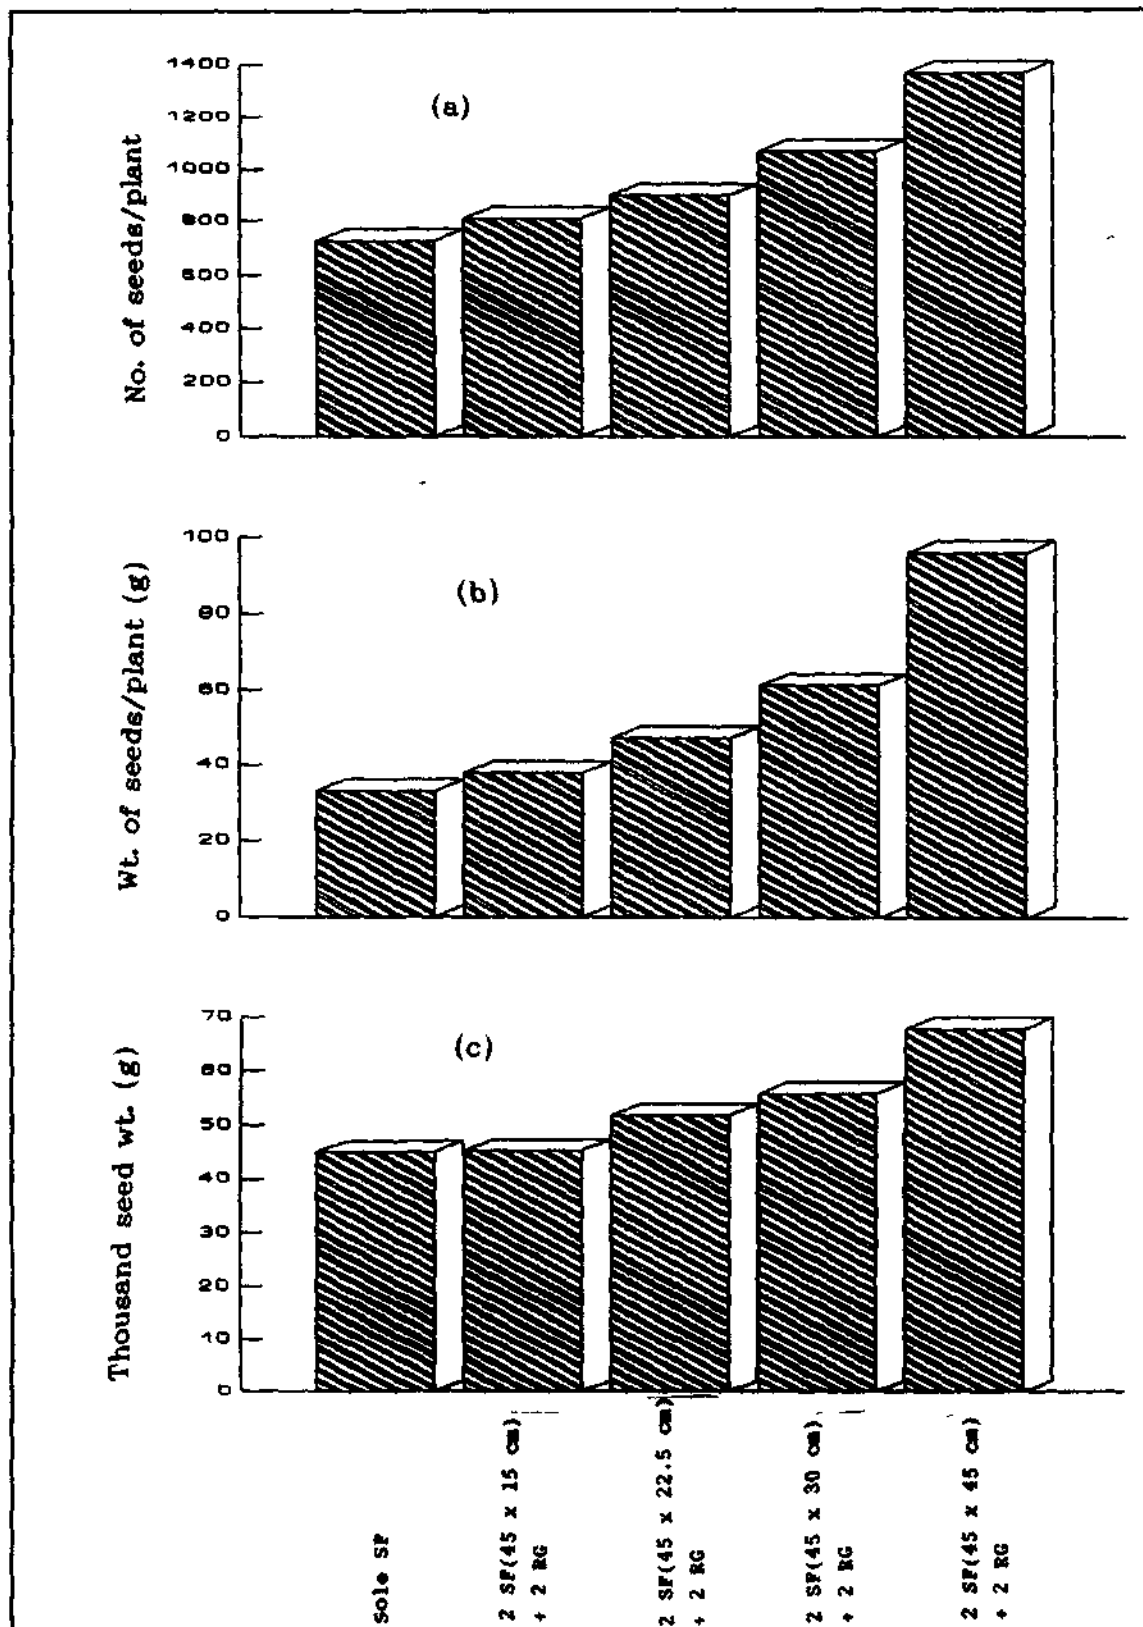 No. of seeds/plant
1400
1200
1000
800
600
400
200
0
(a)
Wt. of seeds/plant (g)
100
80
60
40
20
0
(b)
Thousand seed wt. (g)
70
60
50
40
30
20
10
0
(c)
sole SF
2 SF(45 x 15 cm)
+ 2 RG
2 SF(45 x 22.5 cm)
+ 2 RG
2 SF(45 x 30 cm)
+ 2 RG
2 SF(45 x 45 cm)
+ 2 RG